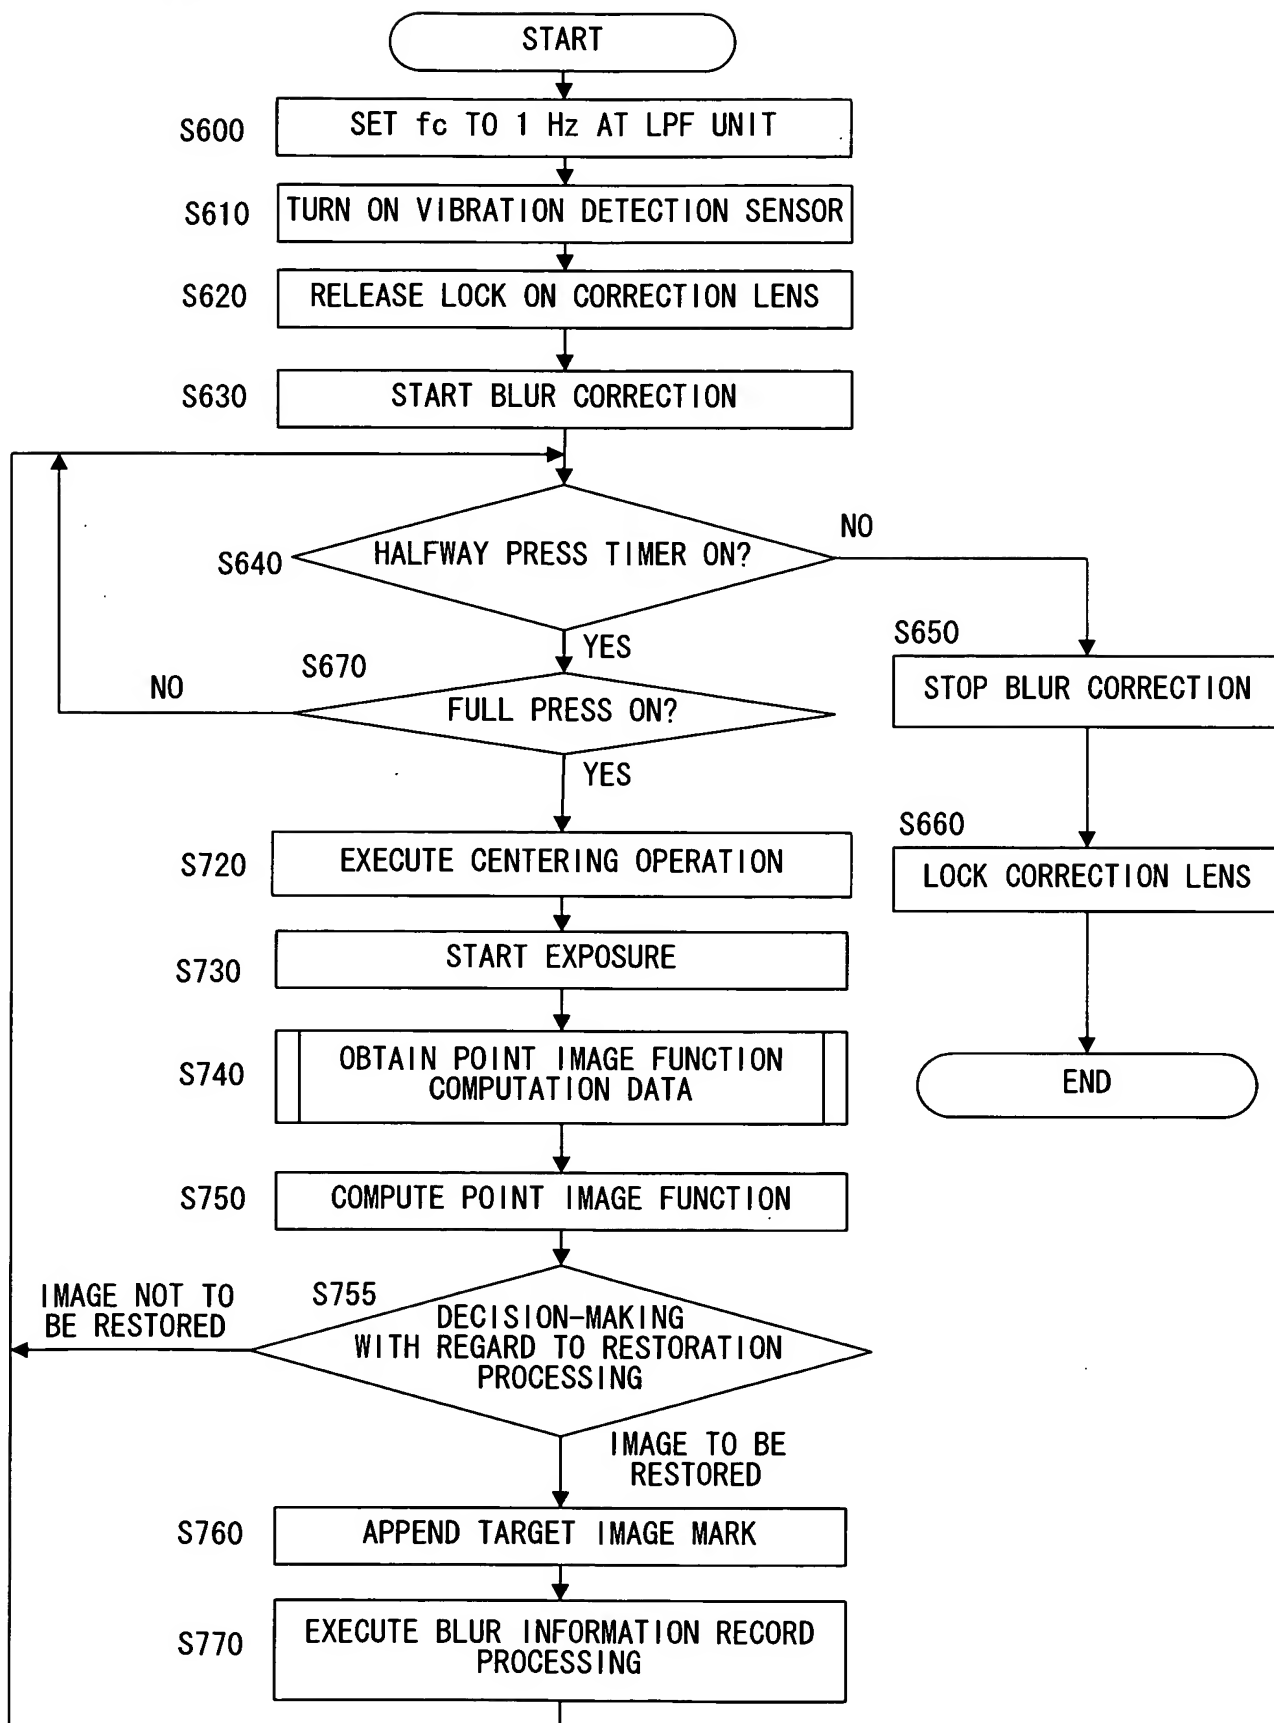 START
S600
SET fc TO 1 Hz AT LPF UNIT
S610
TURN ON VIBRATION DETECTION SENSOR
S620
RELEASE LOCK ON CORRECTION LENS
S630
START BLUR CORRECTION
S640
HALFWAY PRESS TIMER ON?
NO
YES
S650
STOP BLUR CORRECTION
S660
LOCK CORRECTION LENS
END
S670
FULL PRESS ON?
NO
YES
S720
EXECUTE CENTERING OPERATION
S730
START EXPOSURE
S740
OBTAIN POINT IMAGE FUNCTION
COMPUTATION DATA
S750
COMPUTE POINT IMAGE FUNCTION
S755
DECISION-MAKING
WITH REGARD TO RESTORATION
PROCESSING
IMAGE NOT TO
BE RESTORED
IMAGE TO BE
RESTORED
S760
APPEND TARGET IMAGE MARK
S770
EXECUTE BLUR INFORMATION RECORD
PROCESSING